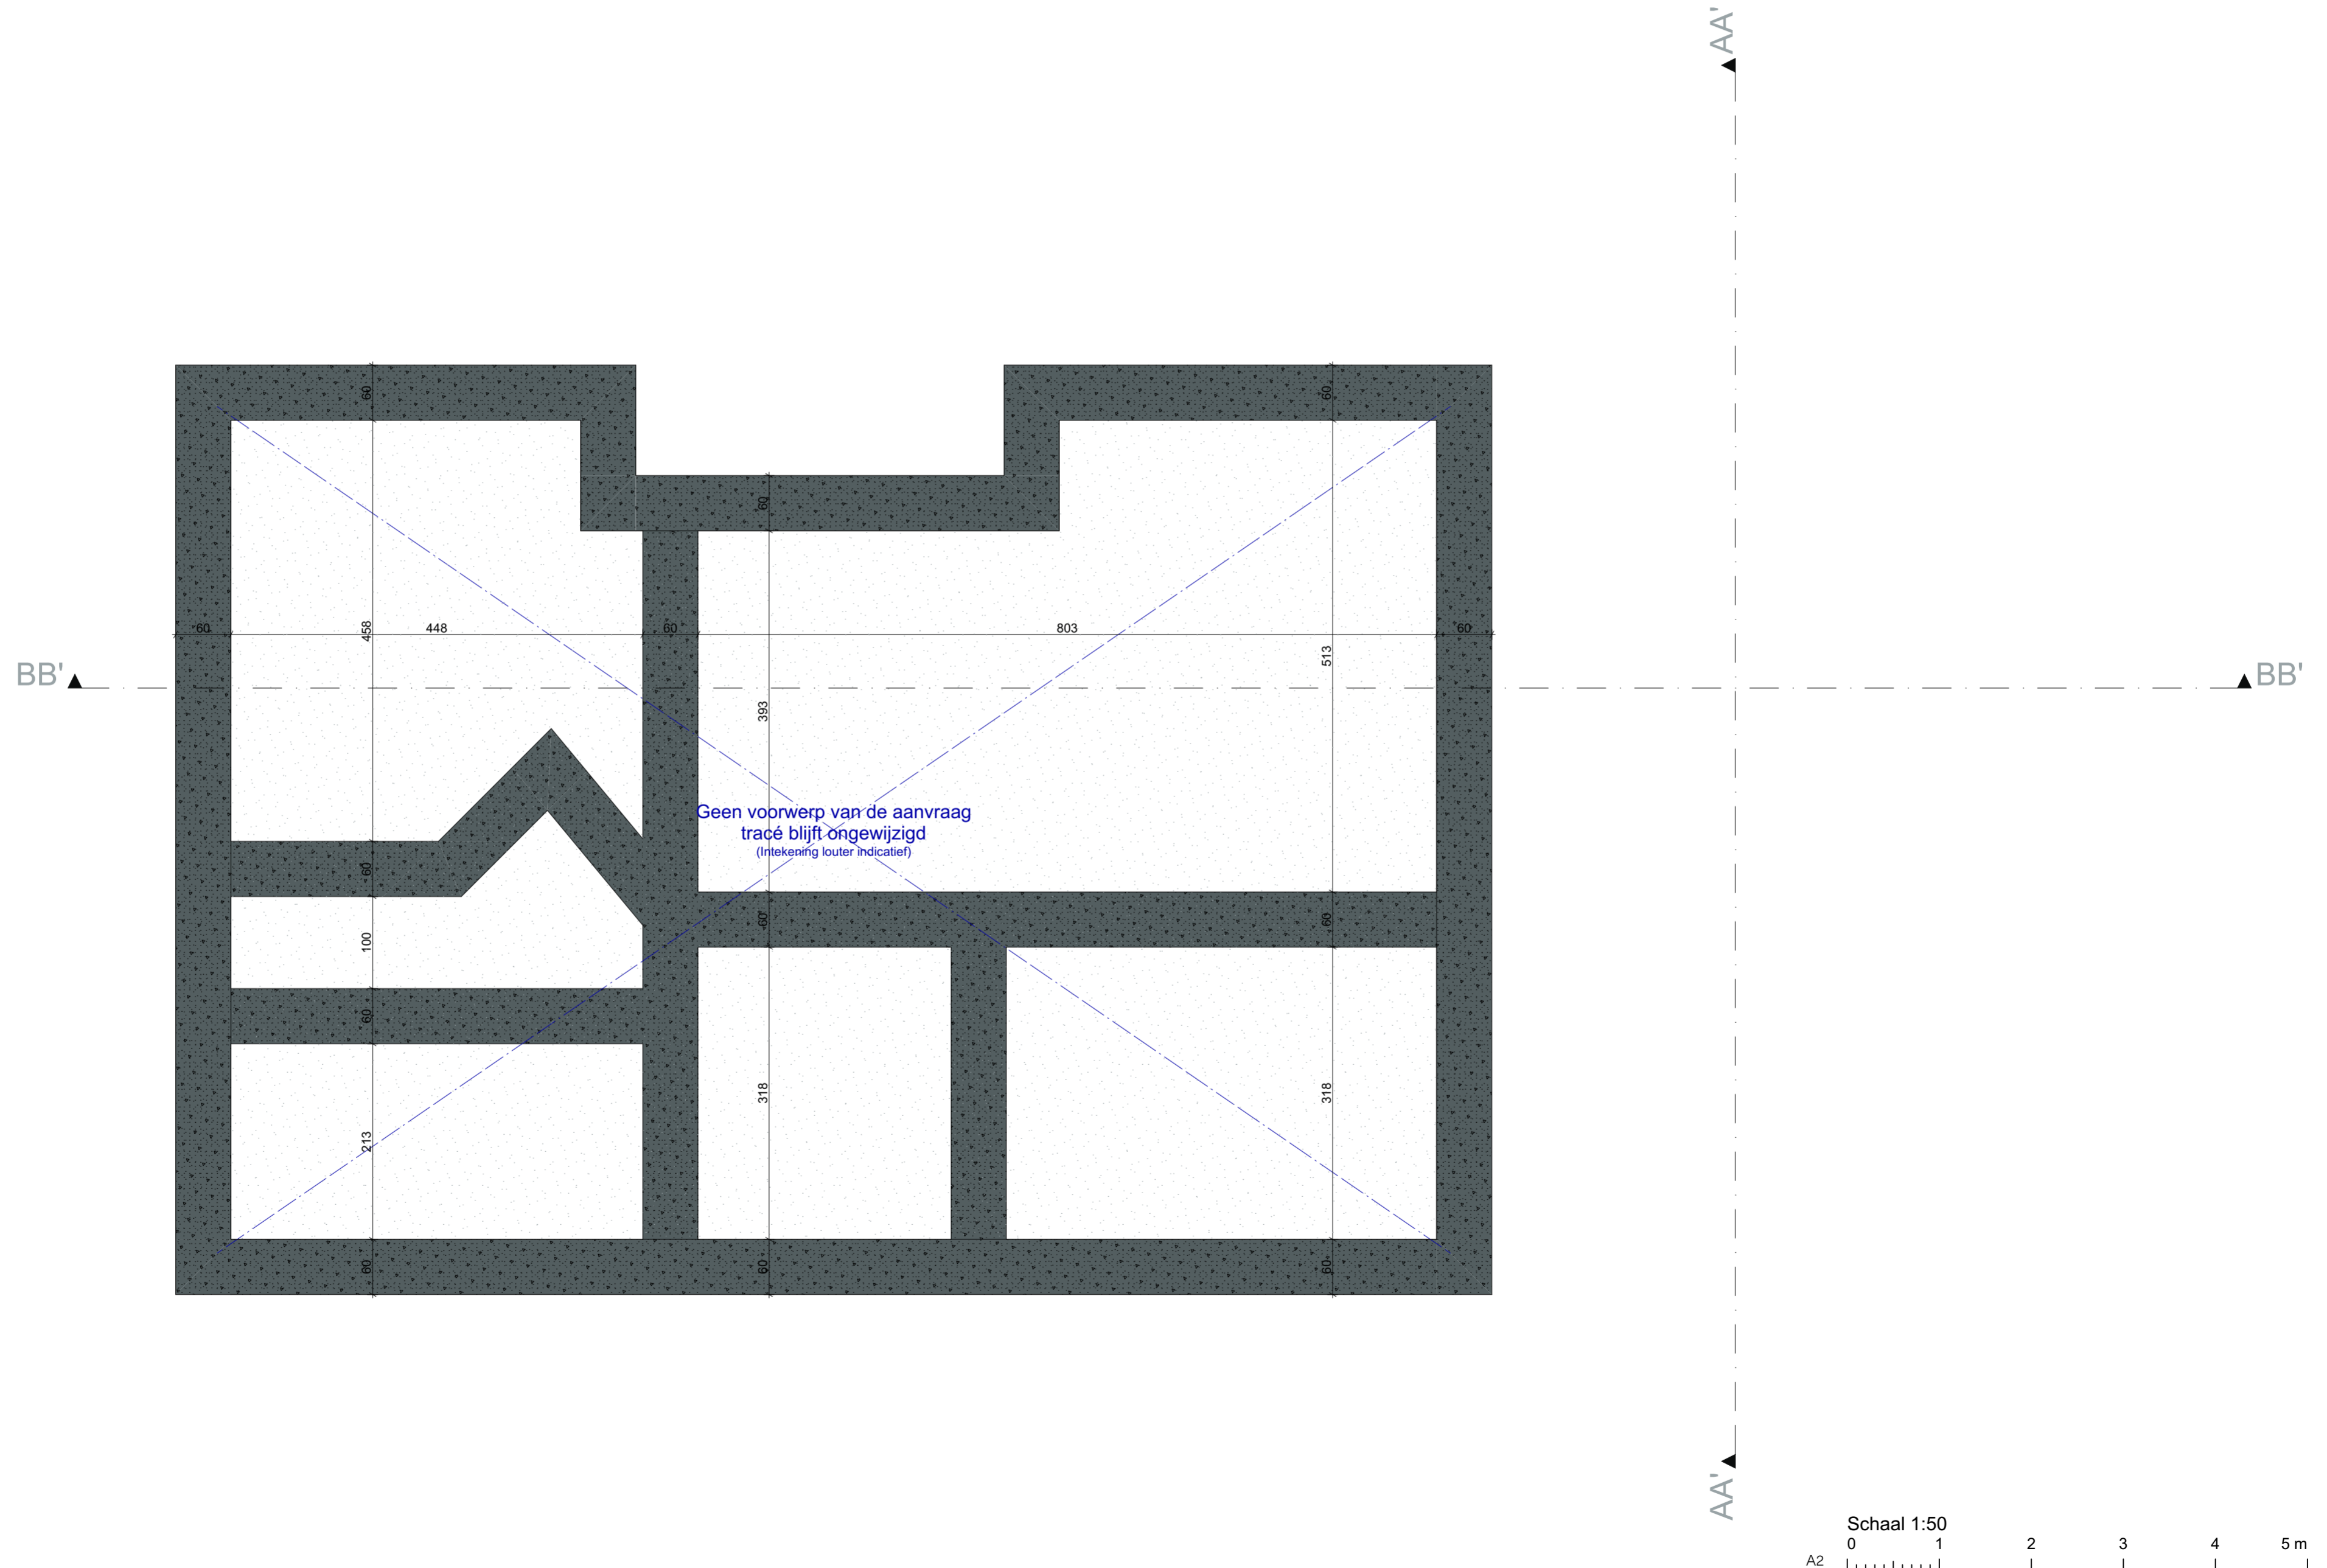 AA'
60
60
60
60
448
458
60
803
60
513
BB'
BB'
393
Geen voorwerp van de aanvraag
tracé blijft ongewijzigd
(Intekening louter indicatief)
60
60
60
100
60
318
318
213
60
60
60
AA'
Schaal 1:50
0 1 2 3 4 5 m
A2